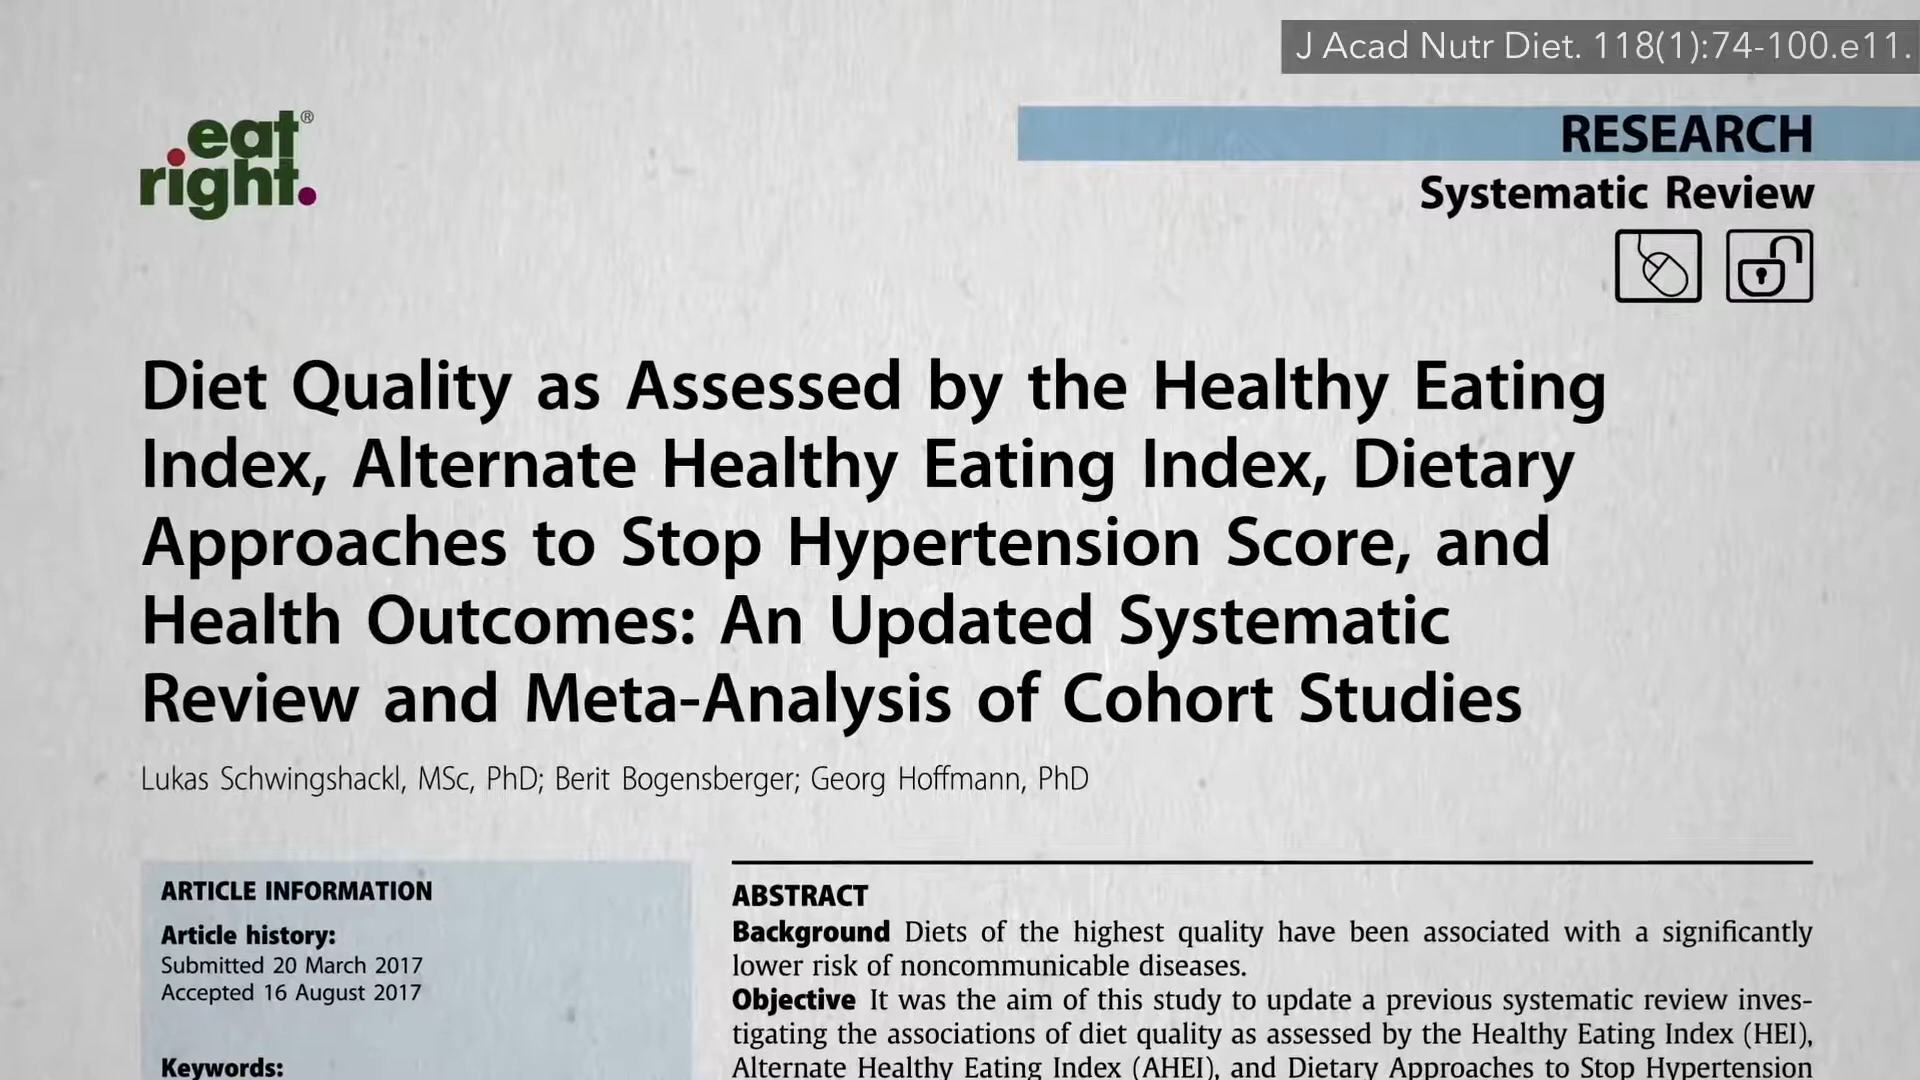 J Acad Nutr Diet. 118(1):74-100.e11.
eat®
right.
RESEARCH
Systematic Review
Diet Quality as Assessed by the Healthy Eating
Index, Alternate Healthy Eating Index, Dietary
Approaches to Stop Hypertension Score, and
Health Outcomes: An Updated Systematic
Review and Meta-Analysis of Cohort Studies
Lukas Schwingshackl, MSc, PhD; Berit Bogensberger; Georg Hoffmann, PhD
ARTICLE INFORMATION
Article history:
Submitted 20 March 2017
Accepted 16 August 2017
Keywords:
ABSTRACT
Background Diets of the highest quality have been associated with a significantly
lower risk of noncommunicable diseases.
Objective It was the aim of this study to update a previous systematic review inves-
tigating the associations of diet quality as assessed by the Healthy Eating Index (HEI),
Alternate Healthy Eating Index (AHEI), and Dietary Approaches to Stop Hypertension